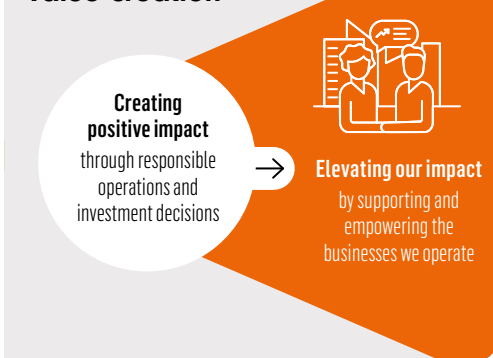 Creating
positive impact
through responsible
operations and
investment decisions
Elevating our impact
by supporting and
empowering the
businesses we operate